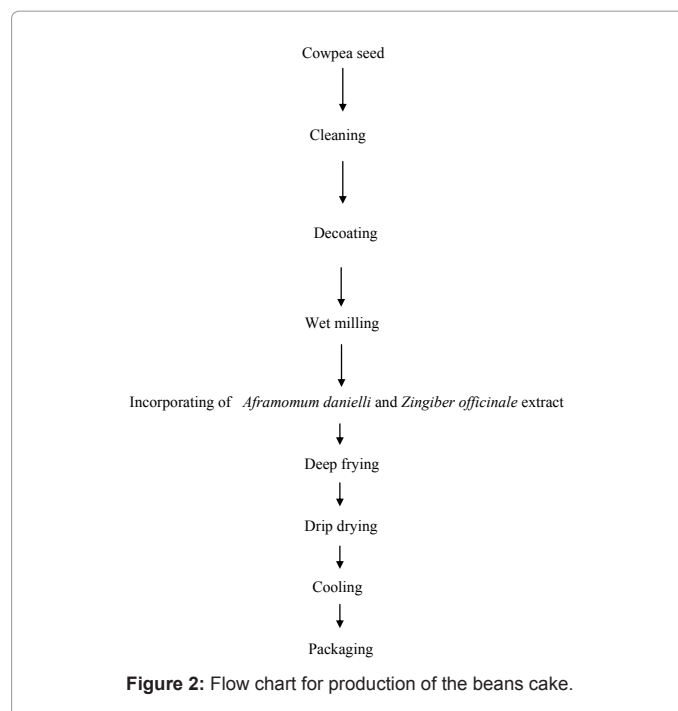 Cowpea seed
Cleaning
Decoating
Wet milling
Incorporating of Aframomum danielli and Zingiber officinale extract
Deep frying
Drip drying
Cooling
Packaging
Figure 2: Flow chart for production of the beans cake.